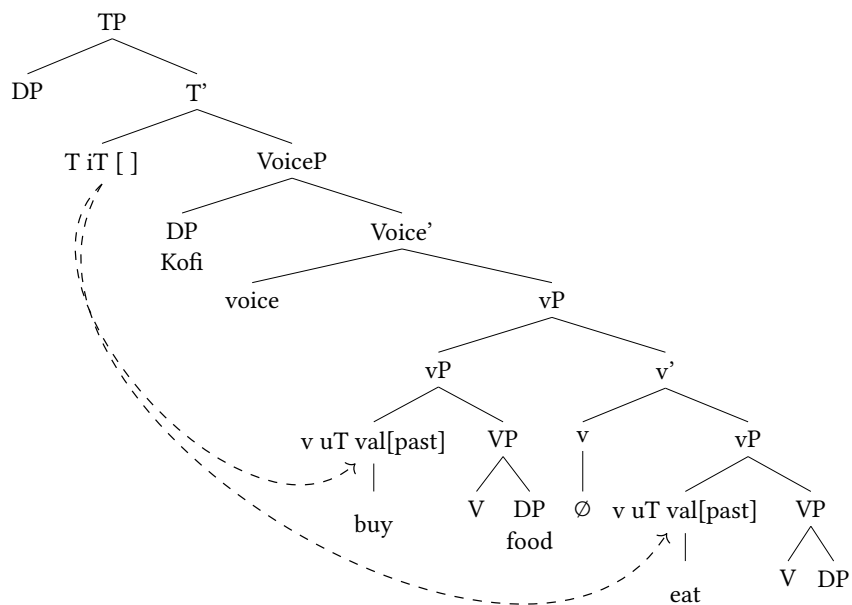 TP
DP T’
T iT [ ] VoiceP
DP Voice’
Kofi
voice vP
vP v’
v uT val[past] VP v vP
buy V DP ∅ v uT val[past] VP
food
eat V DP